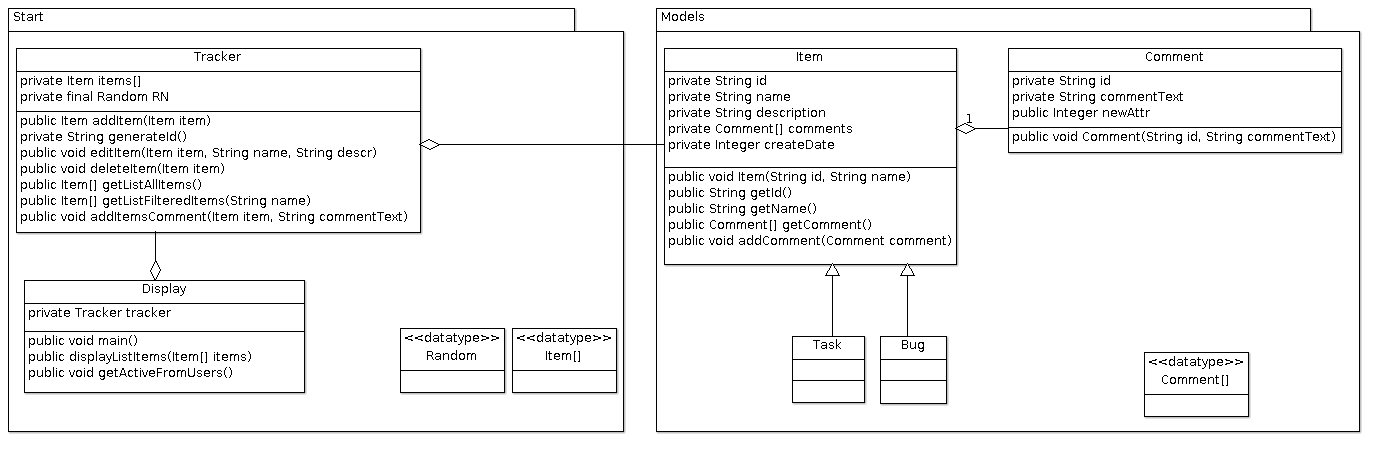 Start
Tracker
private Item items[]
private final Random RN
public Item addItem(Item item)
private String generateId()
public void editItem(Item item, String name, String descr)
public void deleteItem(Item item)
public Item[] getListAllItems()
public Item[] getListFilteredItems(String name)
public void addItemsComment(Item item, String commentText)
Display
private Tracker tracker
public void main()
public displayListItems(Item[] items)
public void getActiveFromUsers()
<<datatype>>
Random
<<datatype>>
Item[]
Models
Item
private String id
private String name
private String description
private Comment[] comments
private Integer createDate
public void Item(String id, String name)
public String getId()
public String getName()
public Comment[] getComment()
public void addComment(Comment comment)
1
Comment
private String id
private String commentText
public Integer newAttr
public void Comment(String id, String commentText)
Task
Bug
<<datatype>>
Comment[]